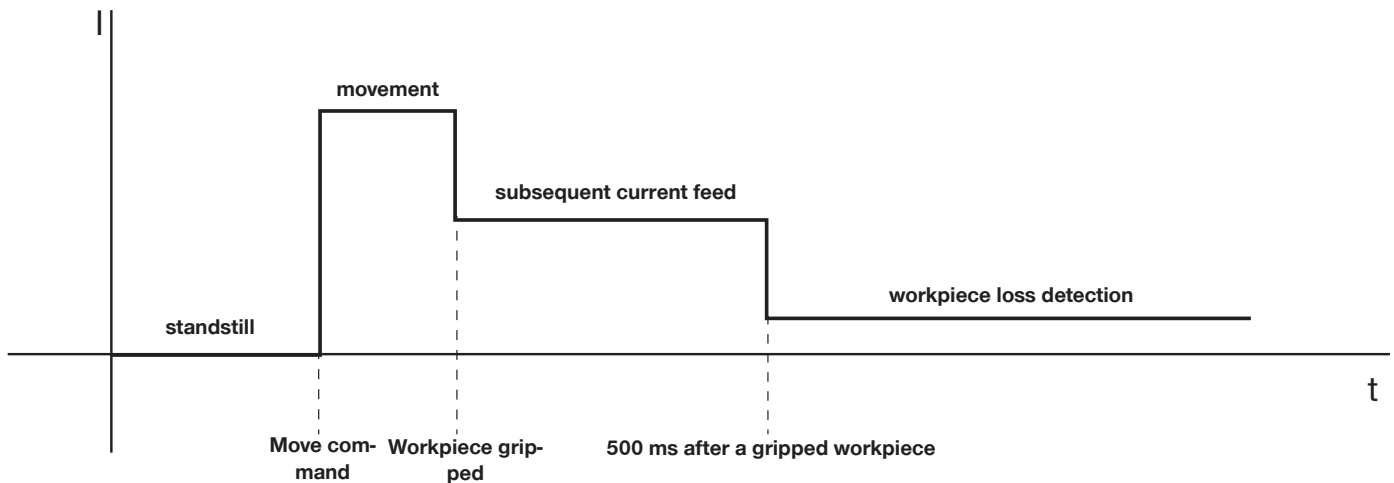 I
movement
subsequent current feed
workpiece loss detection
standstill
t
Move com-
mand
Workpiece grip-
ped
500 ms after a gripped workpiece